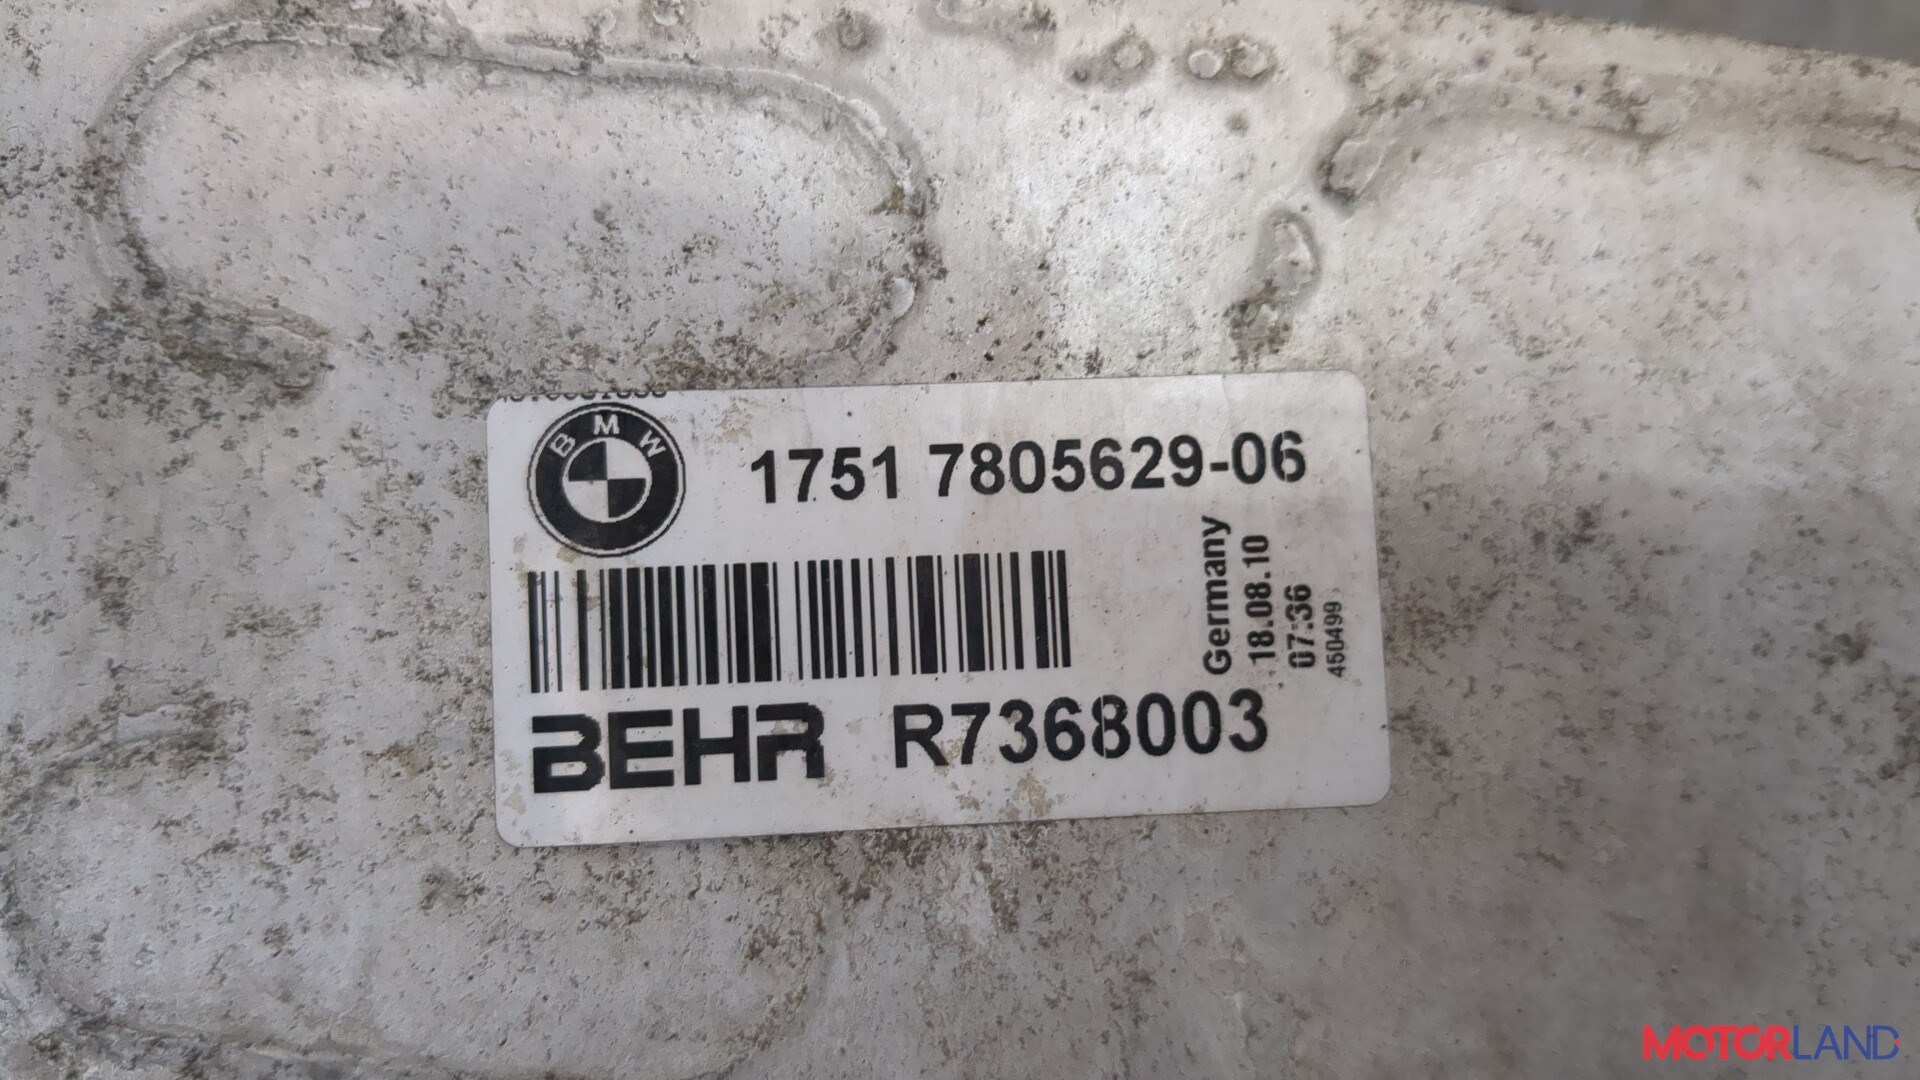 BMW
1751 7805629-06
Germany
18.08.10
07:36
450499
BEHR R7368003
MOTORLAND